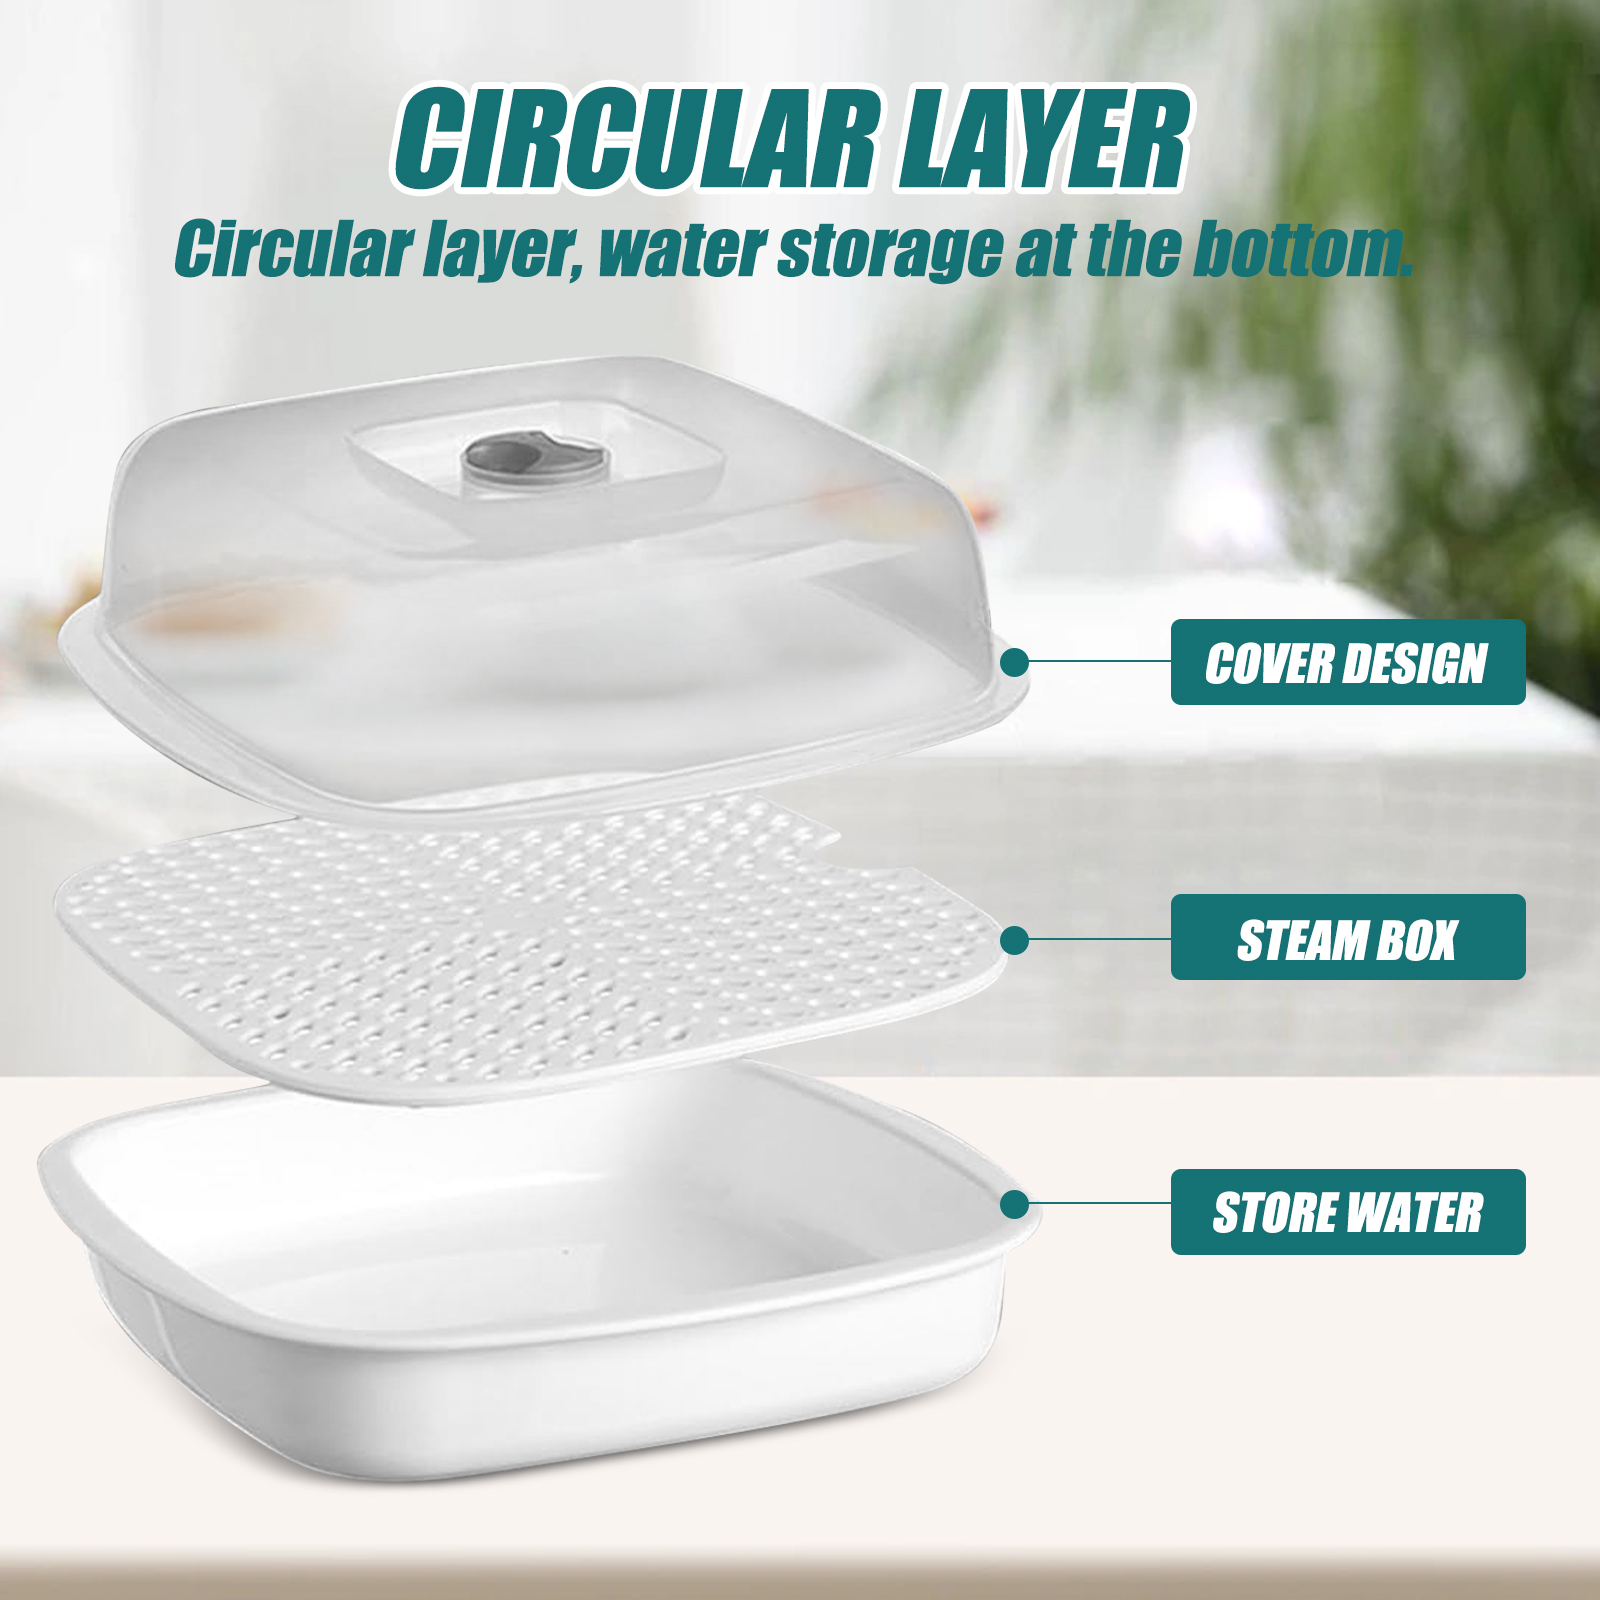 CIRCULAR LAYER
Circular layer, water storage at the bottom.
COVER DESIGN
STEAM BOX
STORE WATER